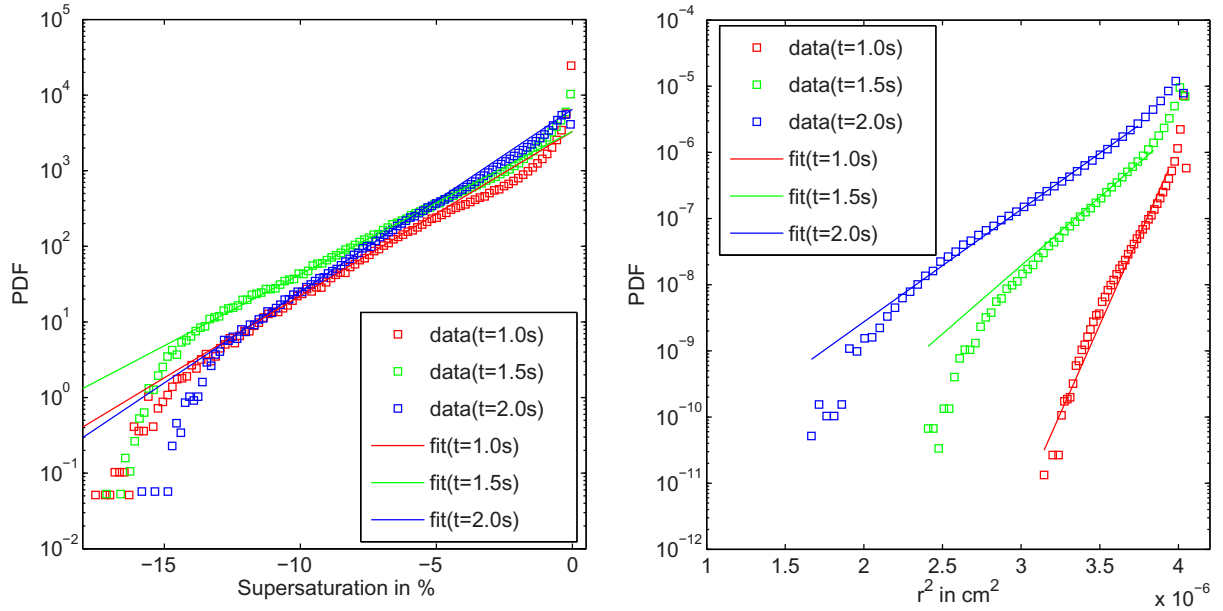 10^5
10^4
10^3
10^2
10^1
10^0
10^-1
10^-2
PDF
−15
−10
−5
0
Supersaturation in %
data(t=1.0s)
data(t=1.5s)
data(t=2.0s)
fit(t=1.0s)
fit(t=1.5s)
fit(t=2.0s)
10^-4
10^-5
10^-6
10^-7
10^-8
10^-9
10^-10
10^-11
10^-12
PDF
data(t=1.0s)
data(t=1.5s)
data(t=2.0s)
fit(t=1.0s)
fit(t=1.5s)
fit(t=2.0s)
1
1.5
2
2.5
3
3.5
4
r^2 in cm^2
x 10^-6